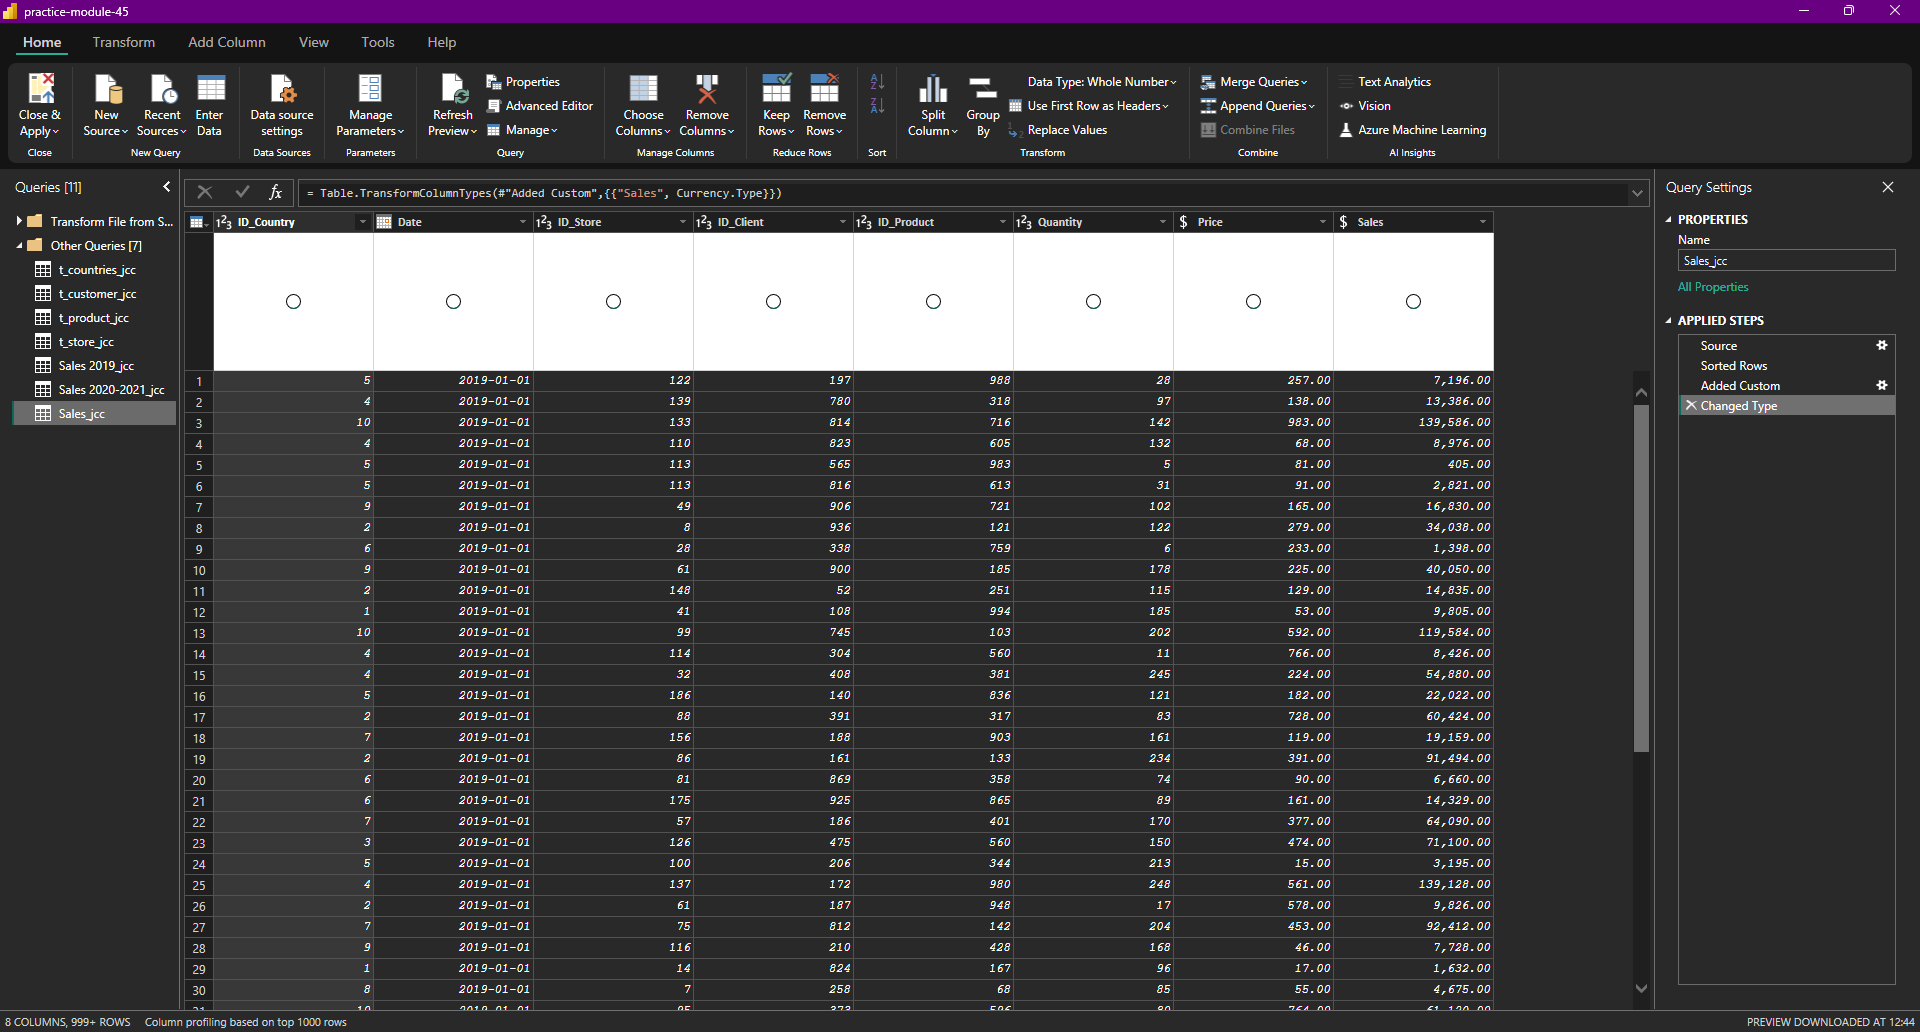 practice-module-45
Home Transform Add Column View Tools Help
Close & Apply
Close
New Source
Recent Sources
Enter Data
New Query
Data source settings
Data Sources
Manage Parameters
Parameters
Refresh Preview
Properties
Advanced Editor
Manage
Query
Choose Columns
Remove Columns
Manage Columns
Keep Rows
Remove Rows
Reduce Rows
Sort
Split Column
Group By
Data Type: Whole Number
Use First Row as Headers
Replace Values
Transform
Merge Queries
Append Queries
Combine Files
Combine
Text Analytics
Vision
Azure Machine Learning
AI Insights
Queries [11]
Transform File from S...
Other Queries [7]
t_countries_jcc
t_customer_jcc
t_product_jcc
t_store_jcc
Sales 2019_jcc
Sales 2020-2021_jcc
Sales_jcc
fx = Table.TransformColumnTypes(#"Added Custom",{{"Sales", Currency.Type}})
ID_Country Date ID_Store ID_Client ID_Product Quantity Price Sales
1 5 2019-01-01 122 197 988 28 257.00 7,196.00
2 4 2019-01-01 139 780 318 97 138.00 13,386.00
3 10 2019-01-01 133 814 716 142 983.00 139,586.00
4 4 2019-01-01 110 823 605 132 68.00 8,976.00
5 5 2019-01-01 113 565 983 5 81.00 405.00
6 5 2019-01-01 113 816 613 31 91.00 2,821.00
7 9 2019-01-01 49 906 721 102 165.00 16,830.00
8 2 2019-01-01 8 936 121 122 279.00 34,038.00
9 6 2019-01-01 28 338 759 6 233.00 1,398.00
10 9 2019-01-01 61 900 185 178 225.00 40,050.00
11 2 2019-01-01 148 52 251 115 129.00 14,835.00
12 1 2019-01-01 41 108 994 185 53.00 9,805.00
13 10 2019-01-01 99 745 103 202 592.00 119,584.00
14 4 2019-01-01 114 304 560 11 766.00 8,426.00
15 4 2019-01-01 32 408 381 245 224.00 54,880.00
16 5 2019-01-01 186 140 836 121 182.00 22,022.00
17 2 2019-01-01 88 391 317 83 728.00 60,424.00
18 7 2019-01-01 156 188 903 161 119.00 19,159.00
19 2 2019-01-01 86 161 133 234 391.00 91,494.00
20 6 2019-01-01 81 869 358 74 90.00 6,660.00
21 6 2019-01-01 175 925 865 89 161.00 14,329.00
22 7 2019-01-01 57 186 401 170 377.00 64,090.00
23 3 2019-01-01 126 475 560 150 474.00 71,100.00
24 5 2019-01-01 100 206 344 213 15.00 3,195.00
25 4 2019-01-01 137 172 980 248 561.00 139,128.00
26 2 2019-01-01 61 187 948 17 578.00 9,826.00
27 7 2019-01-01 75 812 142 204 453.00 92,412.00
28 9 2019-01-01 116 210 428 168 46.00 7,728.00
29 1 2019-01-01 14 824 167 96 17.00 1,632.00
30 8 2019-01-01 7 258 68 85 55.00 4,675.00
Query Settings
PROPERTIES
Name
Sales_jcc
All Properties
APPLIED STEPS
Source
Sorted Rows
Added Custom
Changed Type
8 COLUMNS, 999+ ROWS Column profiling based on top 1000 rows
PREVIEW DOWNLOADED AT 12:44